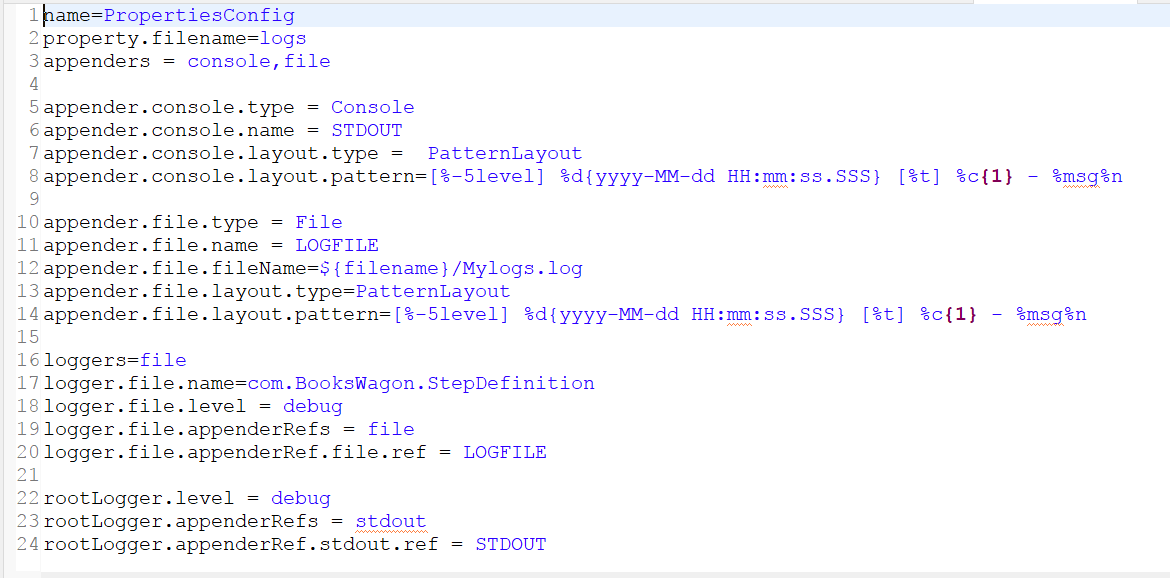 1 name=PropertiesConfig
2 property.filename=logs
3 appenders = console,file
4
5 appender.console.type = Console
6 appender.console.name = STDOUT
7 appender.console.layout.type =  PatternLayout
8 appender.console.layout.pattern=[%-5level] %d{yyyy-MM-dd HH:mm:ss.SSS} [%t] %c{1} - %msg%n
9
10 appender.file.type = File
11 appender.file.name = LOGFILE
12 appender.file.fileName=${filename}/Mylogs.log
13 appender.file.layout.type=PatternLayout
14 appender.file.layout.pattern=[%-5level] %d{yyyy-MM-dd HH:mm:ss.SSS} [%t] %c{1} - %msg%n
15
16 loggers=file
17 logger.file.name=com.BooksWagon.StepDefinition
18 logger.file.level = debug
19 logger.file.appenderRefs = file
20 logger.file.appenderRef.file.ref = LOGFILE
21
22 rootLogger.level = debug
23 rootLogger.appenderRefs = stdout
24 rootLogger.appenderRef.stdout.ref = STDOUT